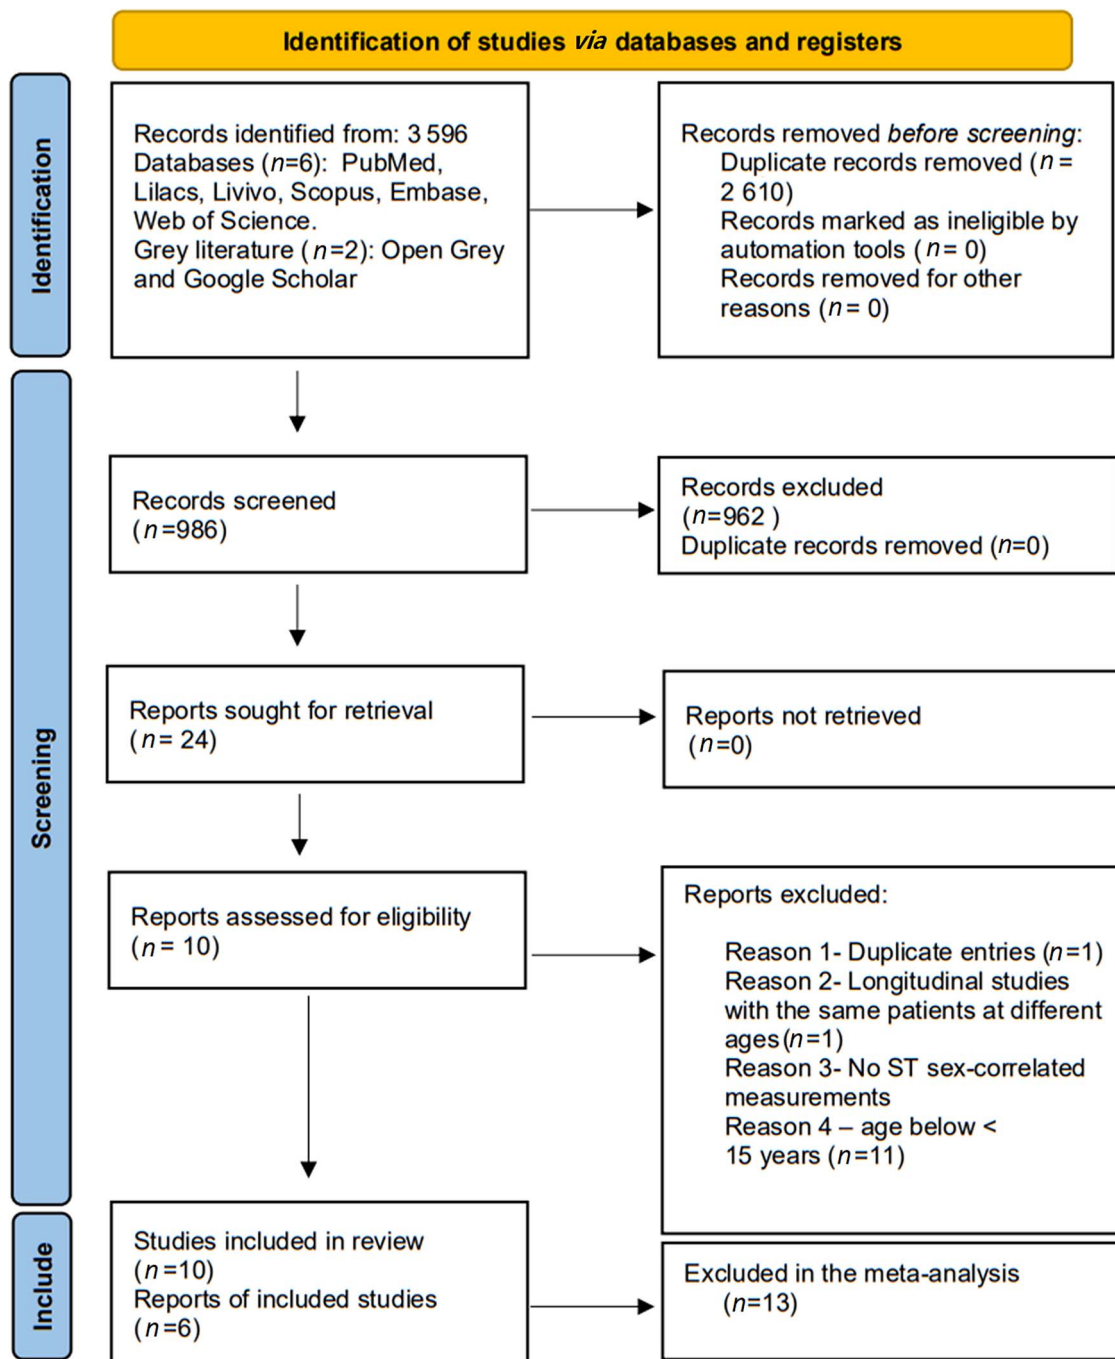 Identification of studies via databases and registers
Identification
Records identified from: 3 596
Databases (n=6): PubMed,
Lilacs, Livivo, Scopus, Embase,
Web of Science.
Grey literature (n=2): Open Grey
and Google Scholar
Records removed before screening:
Duplicate records removed (n =
2 610)
Records marked as ineligible by
automation tools (n= 0)
Records removed for other
reasons (n= 0)
Screening
Records screened
(n=986)
Records excluded
(n=962 )
Duplicate records removed (n=0)
Reports sought for retrieval
(n= 24)
Reports not retrieved
(n=0)
Reports assessed for eligibility
(n= 10)
Reports excluded:
Reason 1- Duplicate entries (n=1)
Reason 2- Longitudinal studies
with the same patients at different
ages (n=1)
Reason 3- No ST sex-correlated
measurements
Reason 4 – age below <
15 years (n=11)
Include
Studies included in review
(n=10)
Reports of included studies
(n=6)
Excluded in the meta-analysis
(n=13)